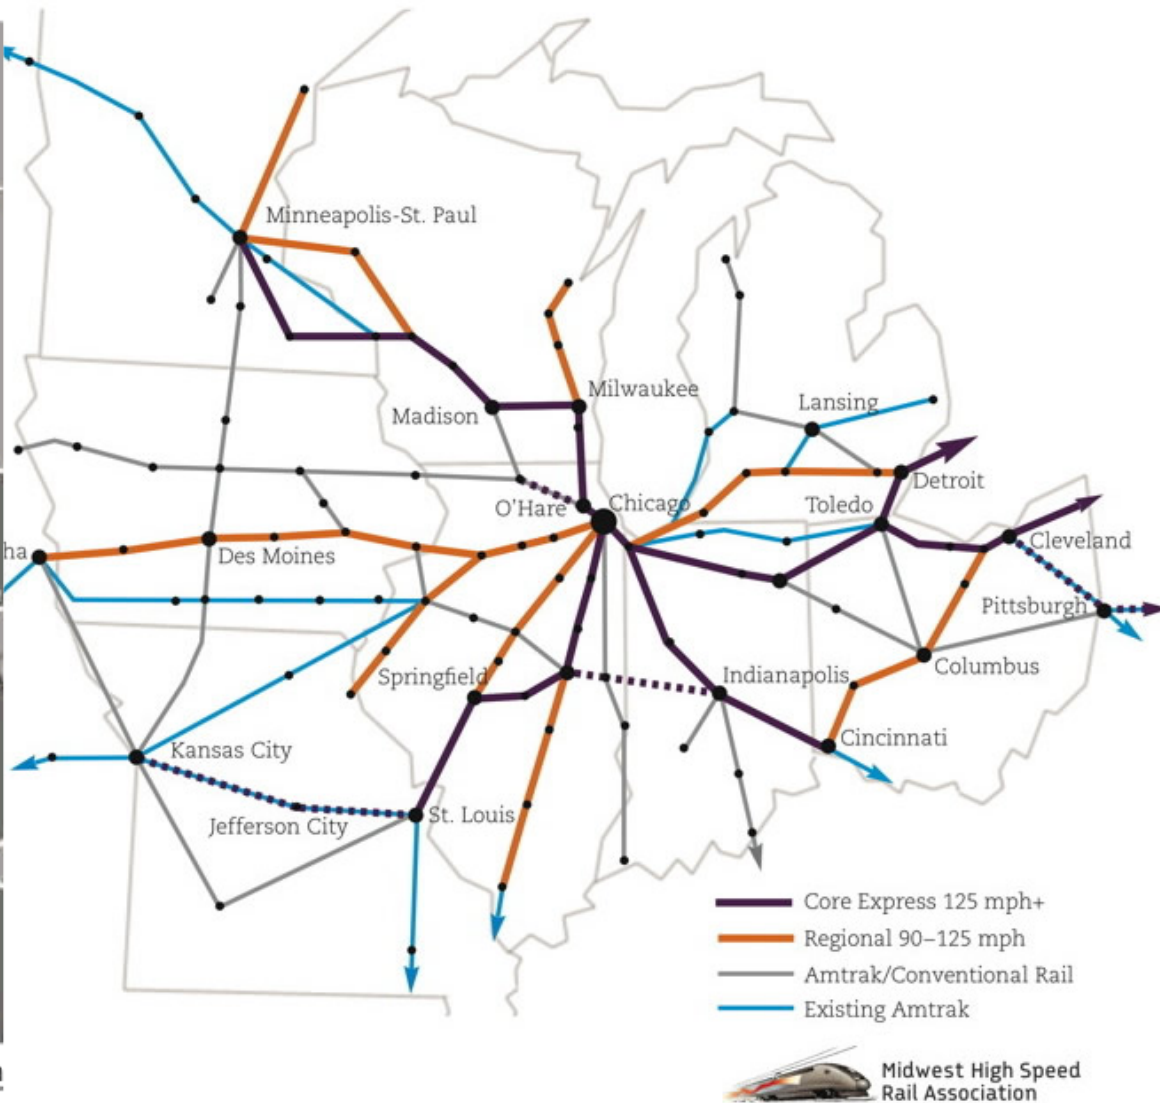 Minneapolis-St. Paul
Milwaukee
Madison
Lansing
Detroit
O'Hare
Chicago
Toledo
Cleveland
ha
Des Moines
Pittsburgh
Columbus
Springfield
Indianapolis
Cincinnati
Kansas City
Jefferson City
St. Louis
Core Express 125 mph+
Regional 90–125 mph
Amtrak/Conventional Rail
Existing Amtrak
Midwest High Speed
Rail Association